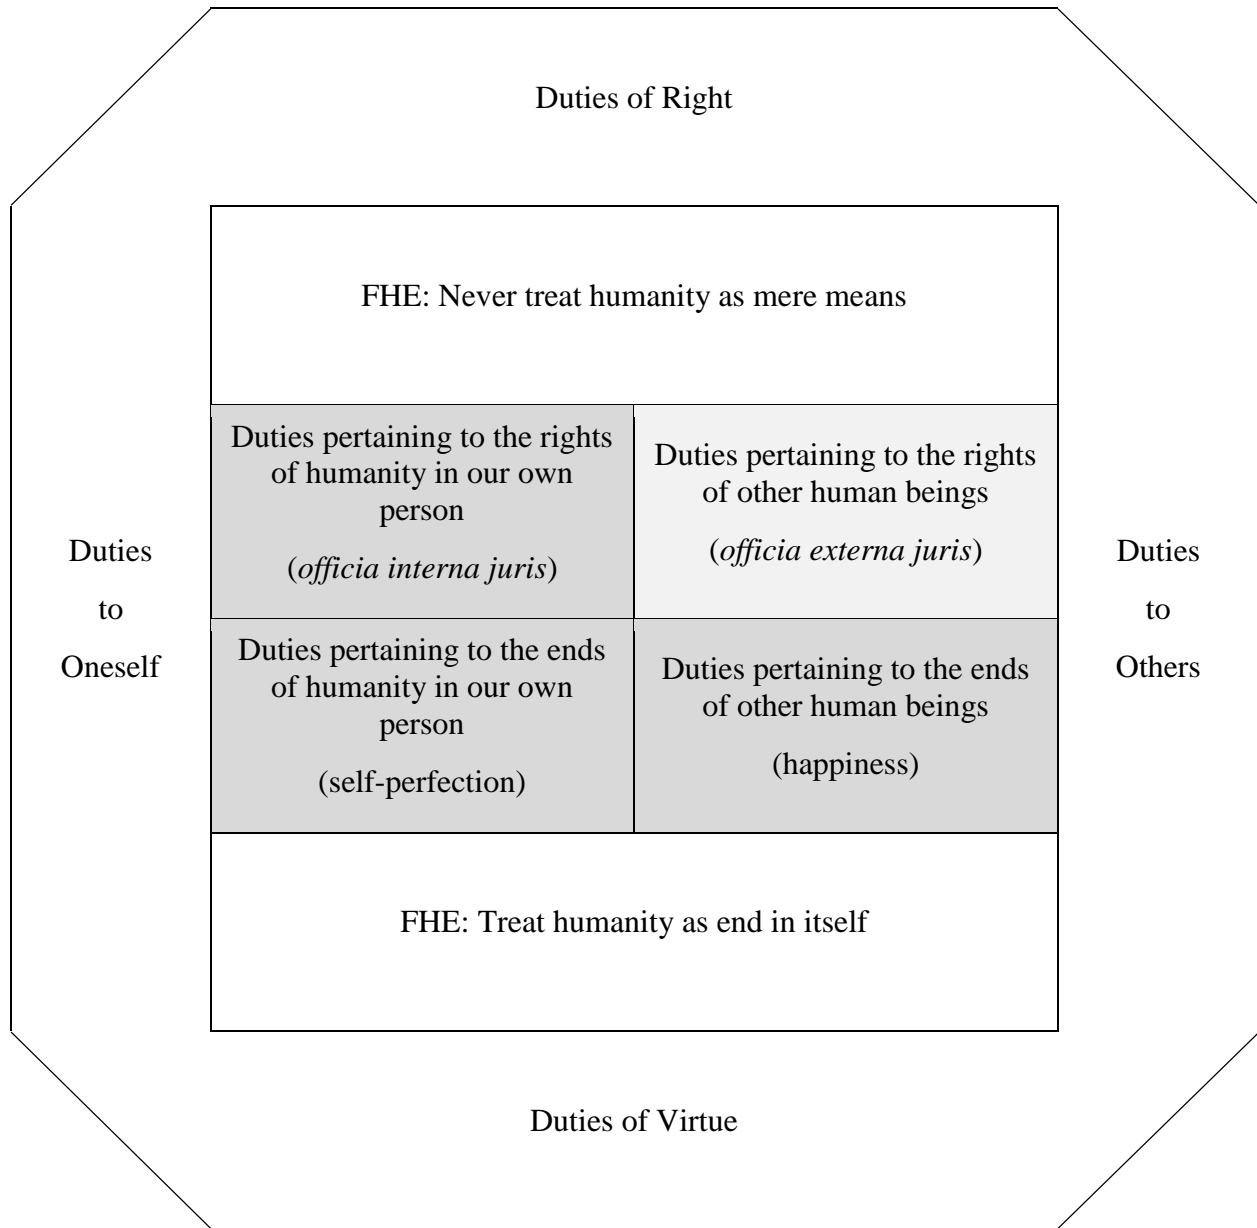 Duties of Right
FHE: Never treat humanity as mere means
Duties pertaining to the rights
of humanity in our own
person
(officia interna juris)
Duties pertaining to the rights
of other human beings
(officia externa juris)
Duties
to
Oneself
Duties
to
Others
Duties pertaining to the ends
of humanity in our own
person
(self-perfection)
Duties pertaining to the ends
of other human beings
(happiness)
FHE: Treat humanity as end in itself
Duties of Virtue